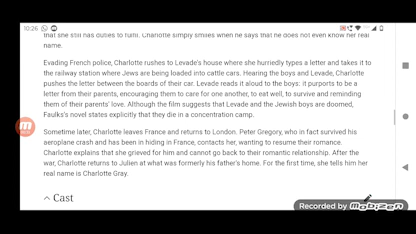 10:26
that she still has duties to fulfil. Charlotte simply smiles when he says that he does not even know her real
name.
Evading French police, Charlotte rushes to Levade's house where she hurriedly types a letter and takes it to
the railway station where Jews are being loaded into cattle cars. Hearing the boys and Levade, Charlotte
pushes the letter between the boards of their car. Levade reads it aloud to the boys: it purports to be a
letter from their parents, encouraging them to care for one another, to eat well, to survive and reminding
them of their parents' love. Although the film suggests that Levade and the Jewish boys are doomed,
Faulks's novel states explicitly that they die in a concentration camp.
Sometime later, Charlotte leaves France and returns to London. Peter Gregory, who in fact survived his
aeroplane crash and has been in hiding in France, contacts her, wanting to resume their romance.
Charlotte explains that she grieved for him and cannot go back to their romantic relationship. After the
war, Charlotte returns to Julien at what was formerly his father's home. For the first time, she tells him her
real name is Charlotte Gray.
Cast
Recorded by MOBIZEN